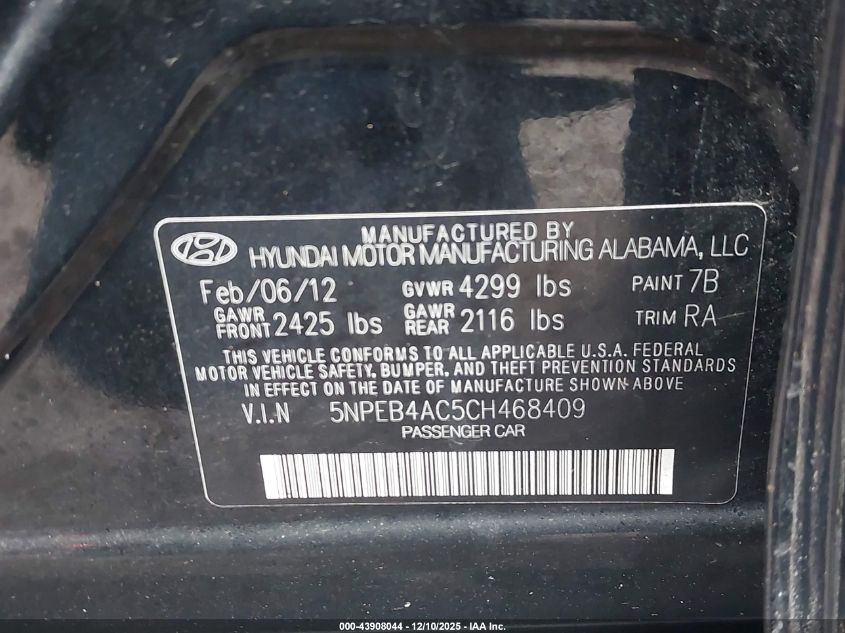 MANUFACTURED BY
HYUNDAI MOTOR MANUFACTURING ALABAMA, LLC
Feb/06/12 GVWR 4299 lbs PAINT 7B
GAWR FRONT 2425 lbs GAWR REAR 2116 lbs TRIM RA
THIS VEHICLE CONFORMS TO ALL APPLICABLE U.S.A. FEDERAL
MOTOR VEHICLE SAFETY, BUMPER, AND THEFT PREVENTION STANDARDS
IN EFFECT ON THE DATE OF MANUFACTURE SHOWN ABOVE
V.I.N 5NPEB4AC5CH468409
PASSENGER CAR
000-43908044 - 12/10/2025 - IAA Inc.